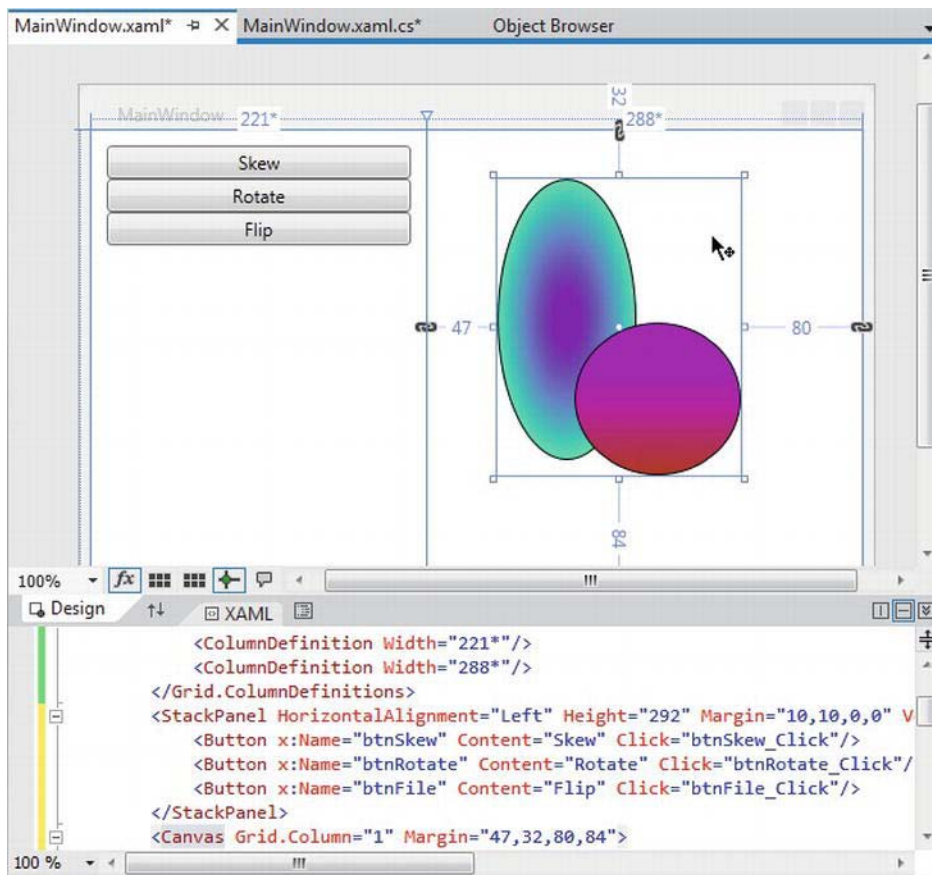 MainWindow.xaml* MainWindow.xaml.cs* Object Browser
MainWindow 221* 32 288*
Skew
Rotate
Flip
47 80
84
100% fx
Design XAML
<ColumnDefinition Width="221*"/>
<ColumnDefinition Width="288*"/>
</Grid.ColumnDefinitions>
<StackPanel HorizontalAlignment="Left" Height="292" Margin="10,10,0,0" V
<Button x:Name="btnSkew" Content="Skew" Click="btnSkew_Click"/>
<Button x:Name="btnRotate" Content="Rotate" Click="btnRotate_Click"/
<Button x:Name="btnFile" Content="Flip" Click="btnFile_Click"/>
</StackPanel>
<Canvas Grid.Column="1" Margin="47,32,80,84">
100 %